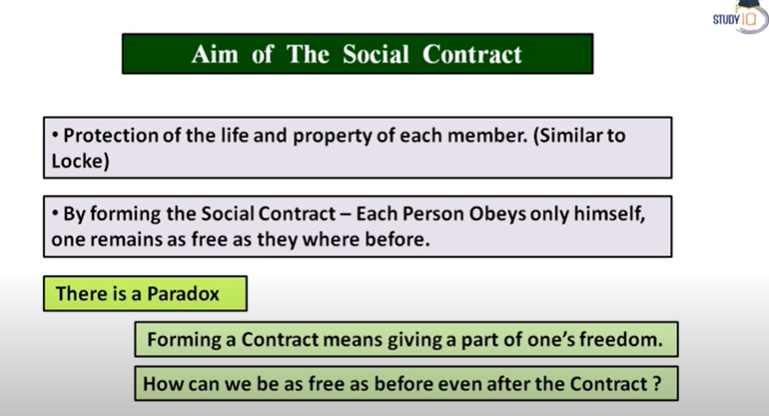 STUDY IQ
Aim of The Social Contract
• Protection of the life and property of each member. (Similar to
Locke)
• By forming the Social Contract – Each Person Obeys only himself,
one remains as free as they where before.
There is a Paradox
Forming a Contract means giving a part of one's freedom.
How can we be as free as before even after the Contract ?